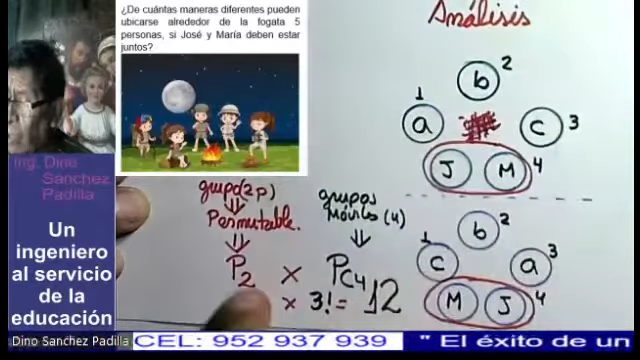 ¿De cuántas maneras diferentes pueden
ubicarse alrededor de la fogata 5
personas, si José y María deben estar
juntos?
Análisis
1
a
b
2
c
3
J
M
4
Ing. Dino
Sanchez
Padilla
Un
ingeniero
al servicio
de la
educación
Dino Sanchez Padilla
grupo(2p)
Permutable.
P2 x PC4
x 3! = 12
grupos
Móviles (4)
1
c
b
2
a
3
M
J
4
CEL: 952 937 939
" El éxito de un